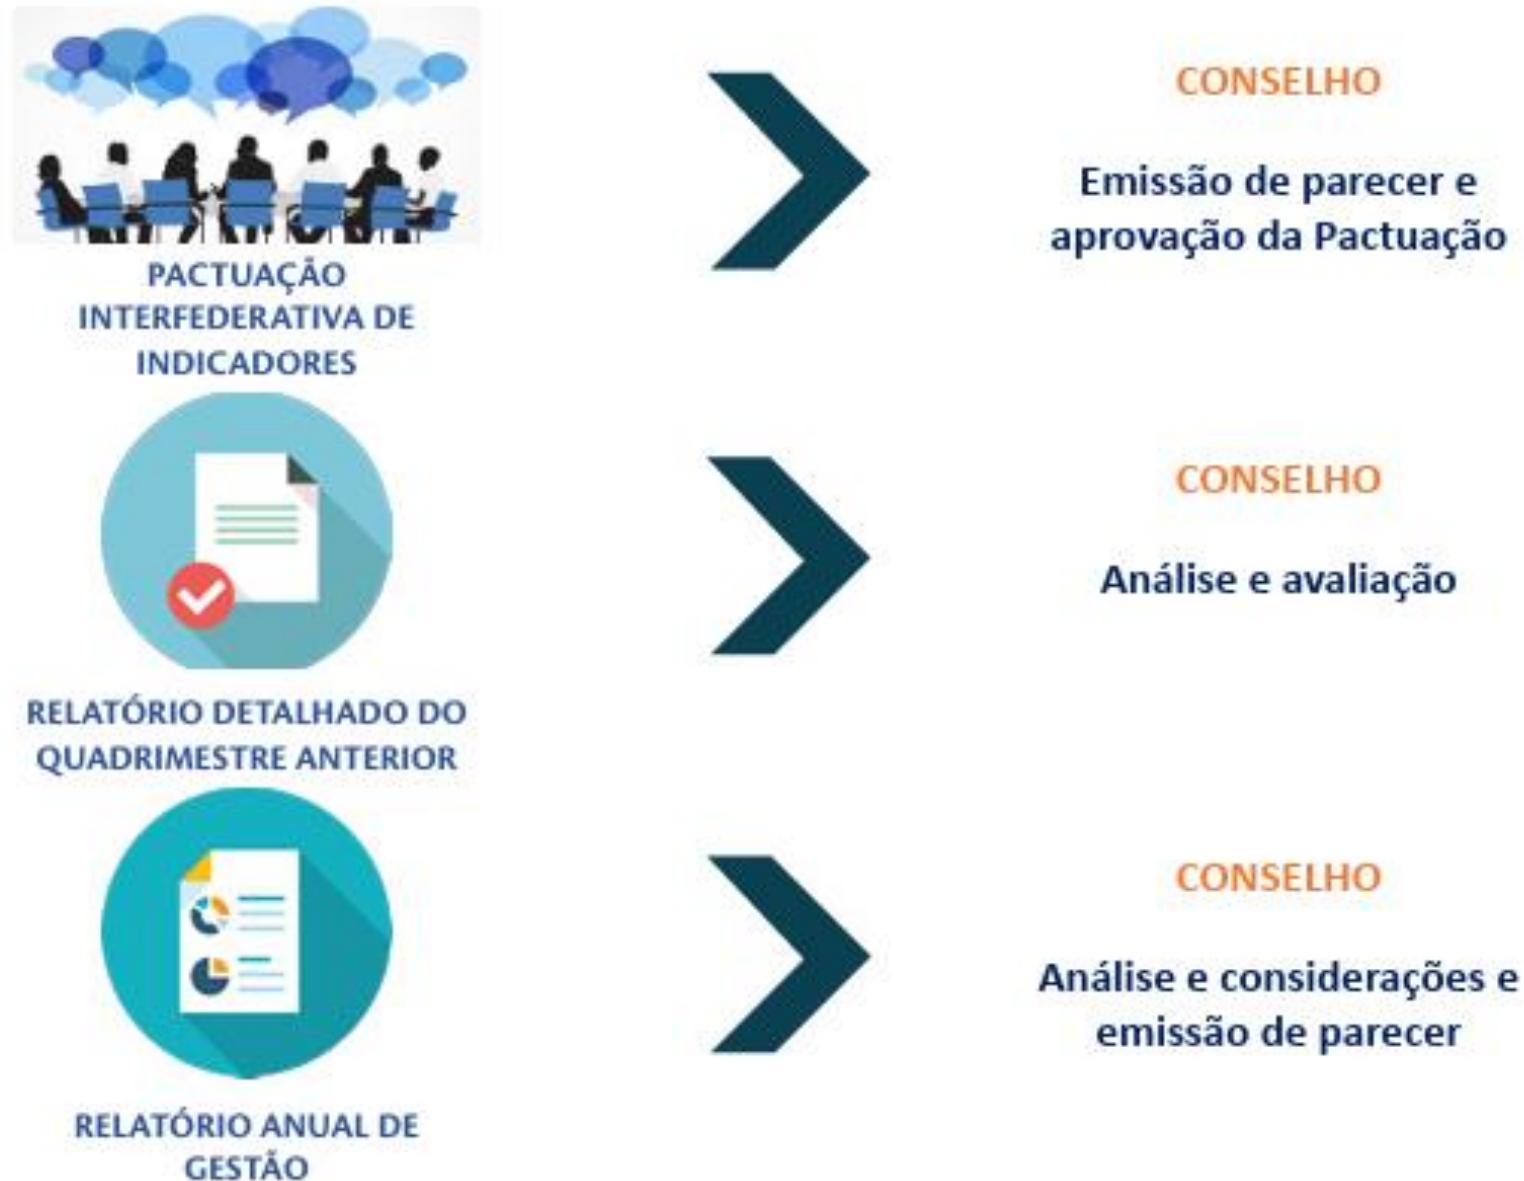 PACTUAÇÃO
INTERFEDERATIVA DE
INDICADORES
CONSELHO
Emissão de parecer e
aprovação da Pactuação
RELATÓRIO DETALHADO DO
QUADRIMESTRE ANTERIOR
CONSELHO
Análise e avaliação
RELATÓRIO ANUAL DE
GESTÃO
CONSELHO
Análise e considerações e
emissão de parecer